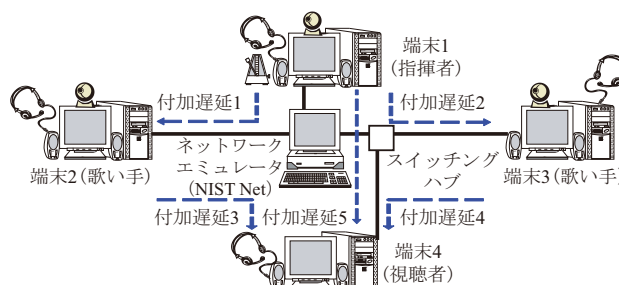 端末1
(指揮者)
付加遅延1
付加遅延2
ネットワーク
エミュレータ
(NIST Net)
スイッチング
ハブ
端末2(歌い手)
端末3(歌い手)
付加遅延3
付加遅延5
付加遅延4
端末4
(視聴者)